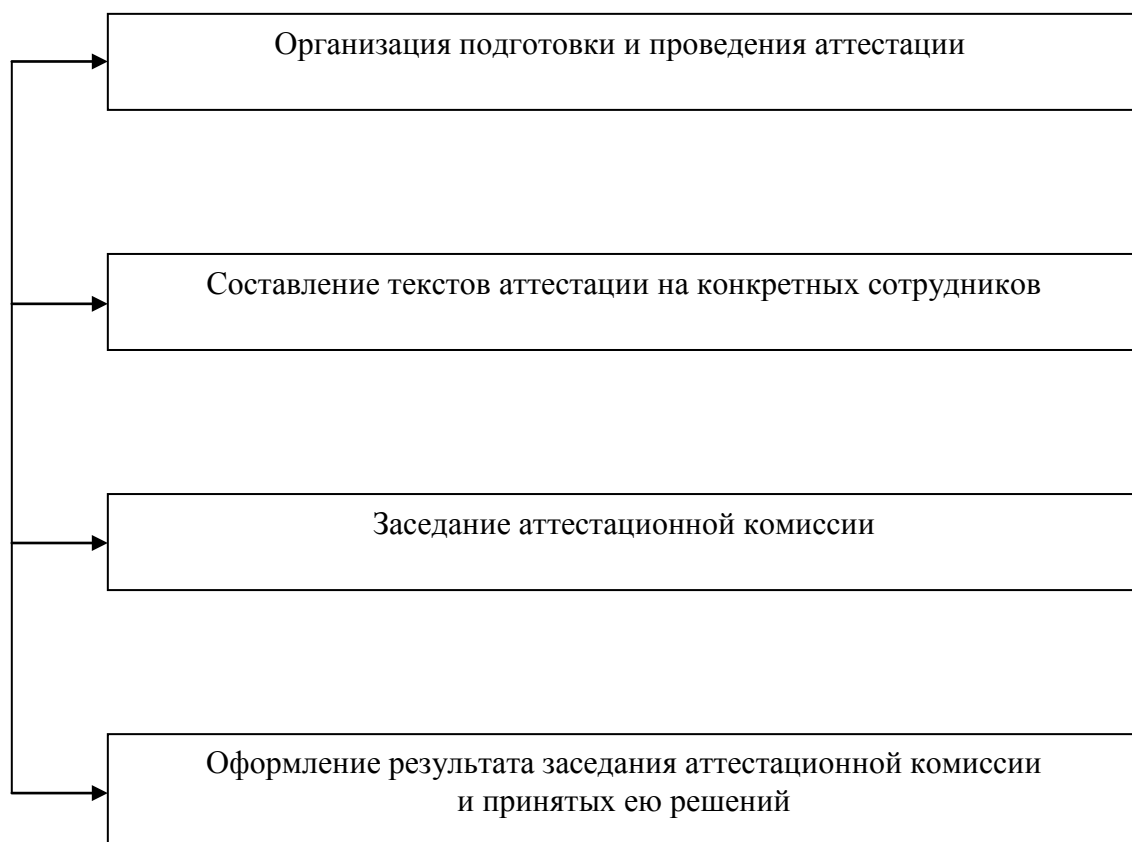 Организация подготовки и проведения аттестации
Составление текстов аттестации на конкретных сотрудников
Заседание аттестационной комиссии
Оформление результата заседания аттестационной комиссии
и принятых ею решений